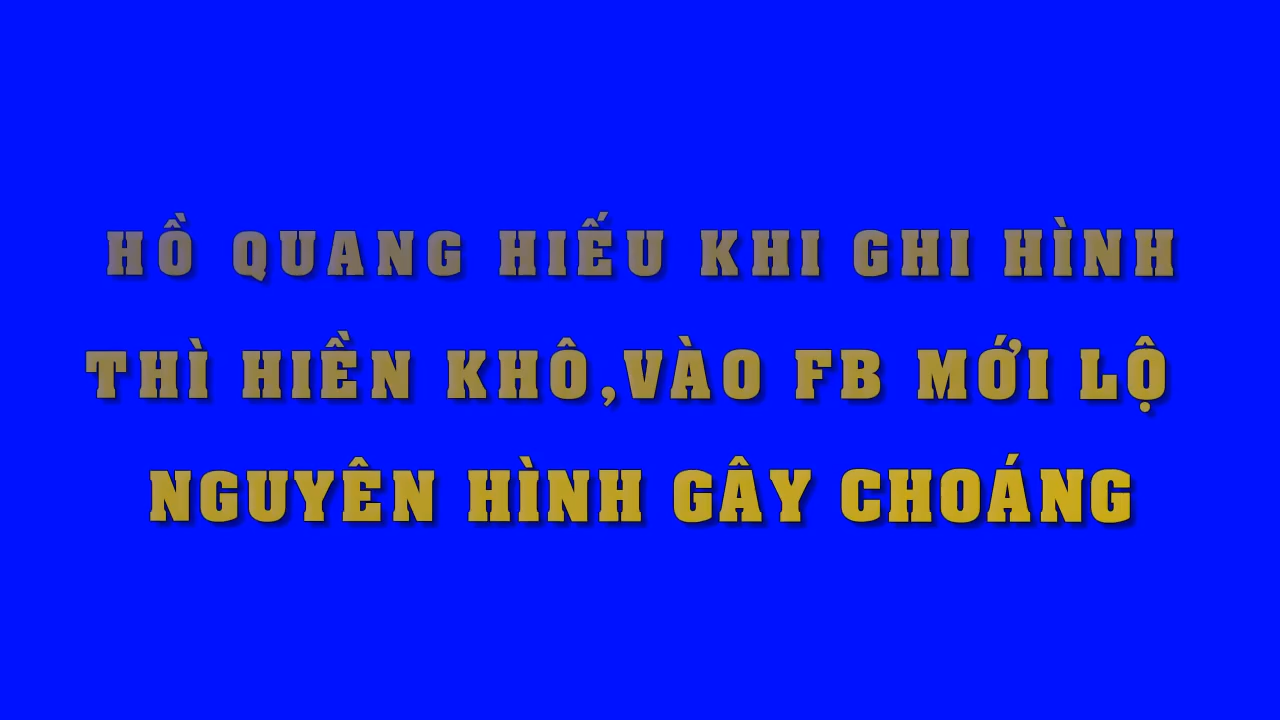 HỒ QUANG HIẾU KHI GHI HÌNH
THÌ HIỀN KHÔ,VÀO FB MỚI LỘ
NGUYÊN HÌNH GÂY CHOÁNG